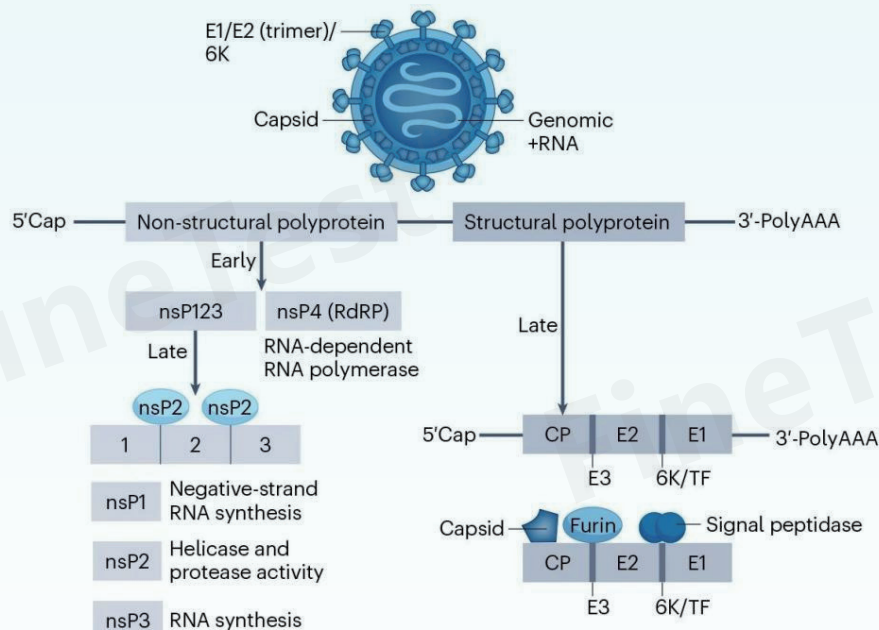 E1/E2 (trimer)/
6K
Capsid
Genomic
+RNA
5'Cap
Non-structural polyprotein
Structural polyprotein
3'-PolyAAA
Early
nsP123
nsP4 (RdRP)
Late
RNA-dependent
RNA polymerase
Late
nsP2
nsP2
1
2
3
5'Cap
CP
E2
E1
3'-PolyAAA
E3
6K/TF
nsP1
Negative-strand
RNA synthesis
Capsid
Furin
Signal peptidase
nsP2
Helicase and
protease activity
CP
E2
E1
E3
6K/TF
nsP3
RNA synthesis
FineTest
ineTe
FineT